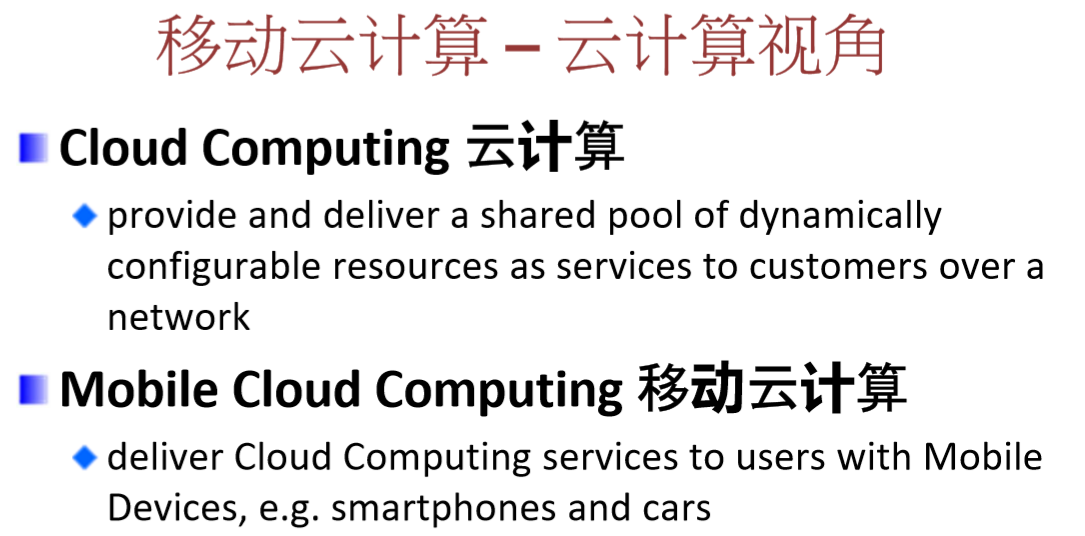 移动云计算 – 云计算视角
Cloud Computing 云计算
provide and deliver a shared pool of dynamically
configurable resources as services to customers over a
network
Mobile Cloud Computing 移动云计算
deliver Cloud Computing services to users with Mobile
Devices, e.g. smartphones and cars